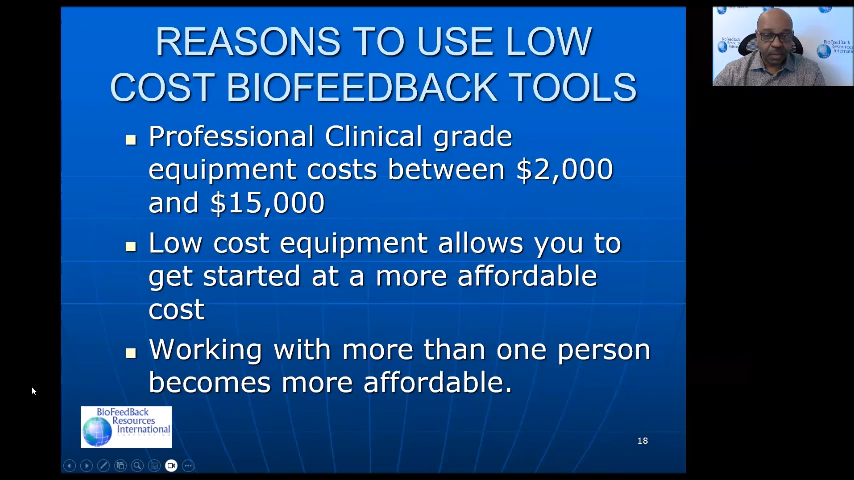 REASONS TO USE LOW
COST BIOFEEDBACK TOOLS
Professional Clinical grade
equipment costs between $2,000
and $15,000
Low cost equipment allows you to
get started at a more affordable
cost
Working with more than one person
becomes more affordable.
BioFeedBack
Resources
International
18